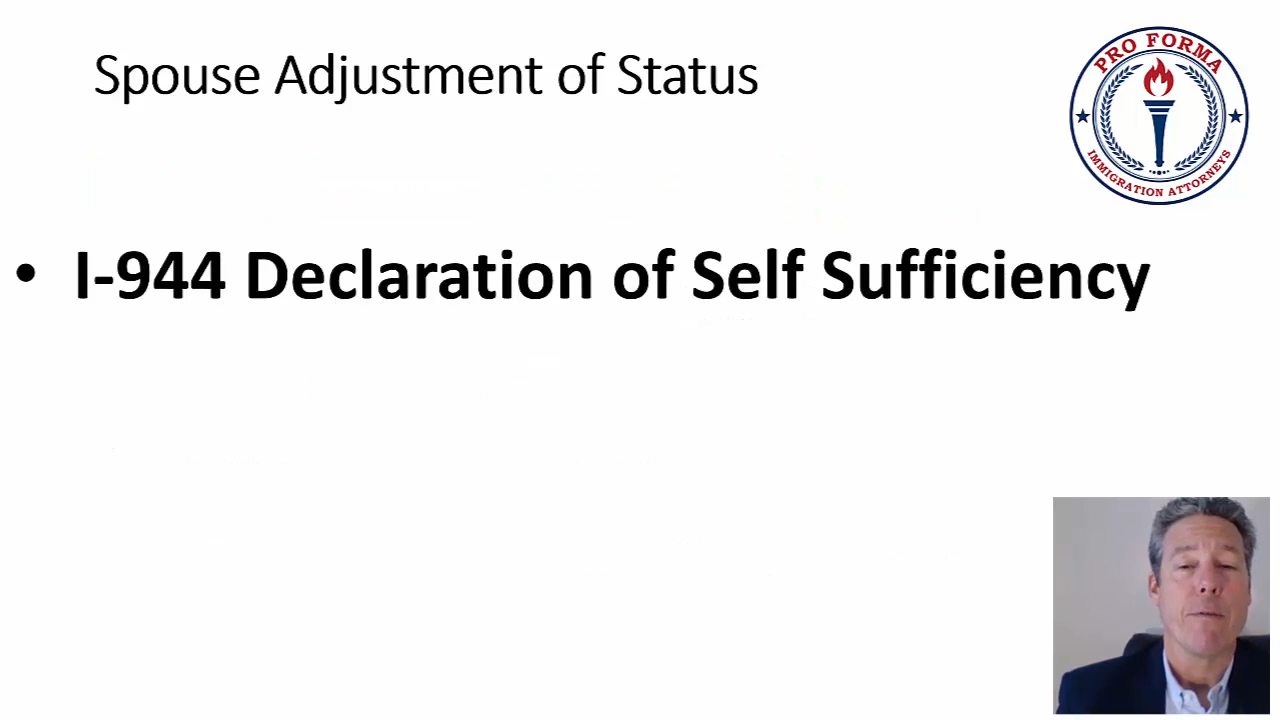 Spouse Adjustment of Status
PRO FORMA
IMMIGRATION ATTORNEYS
• I-944 Declaration of Self Sufficiency